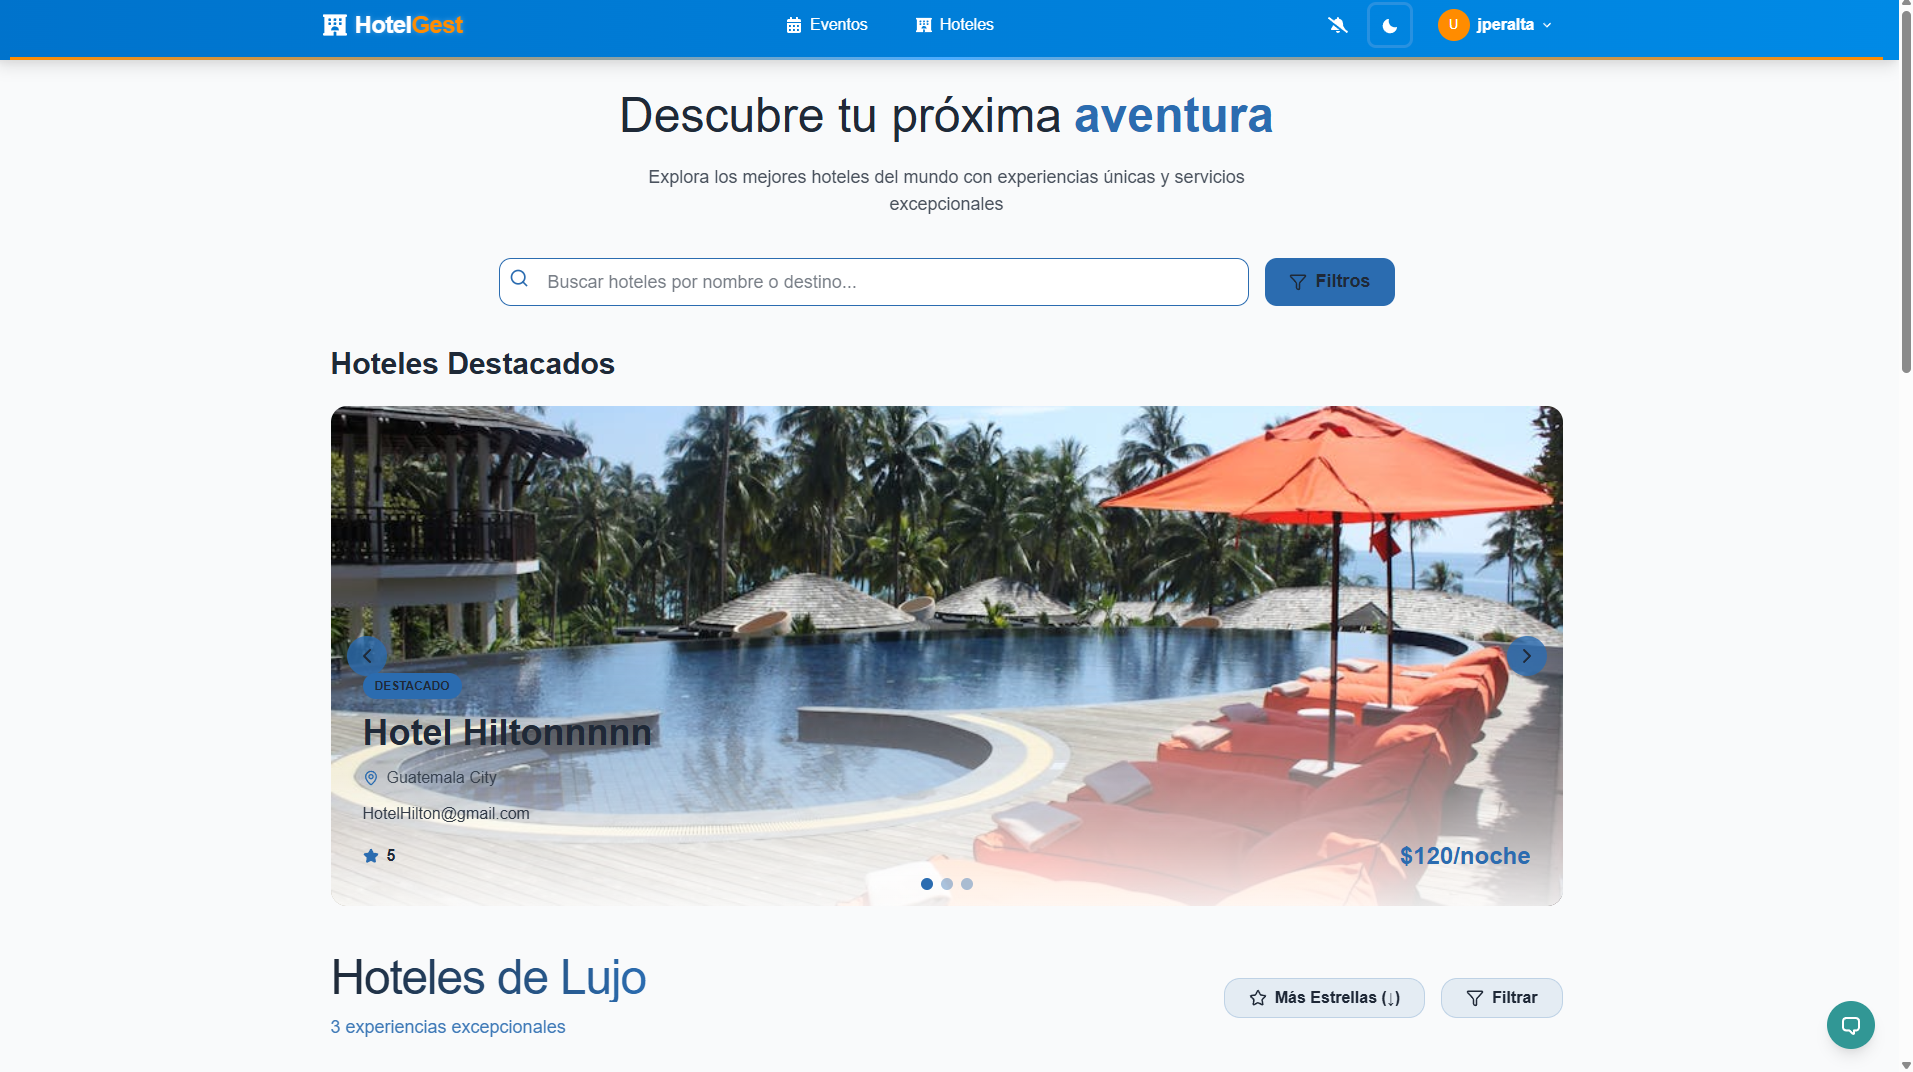 HotelGest
Eventos
Hoteles
U
jperalta
Descubre tu próxima aventura
Explora los mejores hoteles del mundo con experiencias únicas y servicios
excepcionales
Buscar hoteles por nombre o destino...
Filtros
Hoteles Destacados
DESTACADO
Hotel Hiltonnnnn
Guatemala City
HotelHilton@gmail.com
5
$120/noche
Hoteles de Lujo
Más Estrellas (↓)
Filtrar
3 experiencias excepcionales